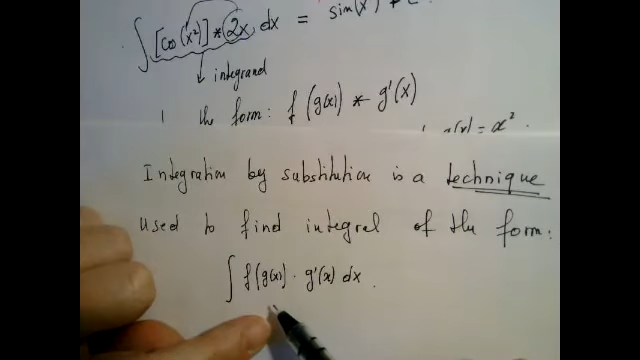 ∫ [cos(x²)] * 2x dx = sin(x
integrand
the form: f(g(x)) * g'(x)
(x) = x².
Integration by substitution is a technique
used to find integral of the form:
∫ f(g(x)) · g'(x) dx.